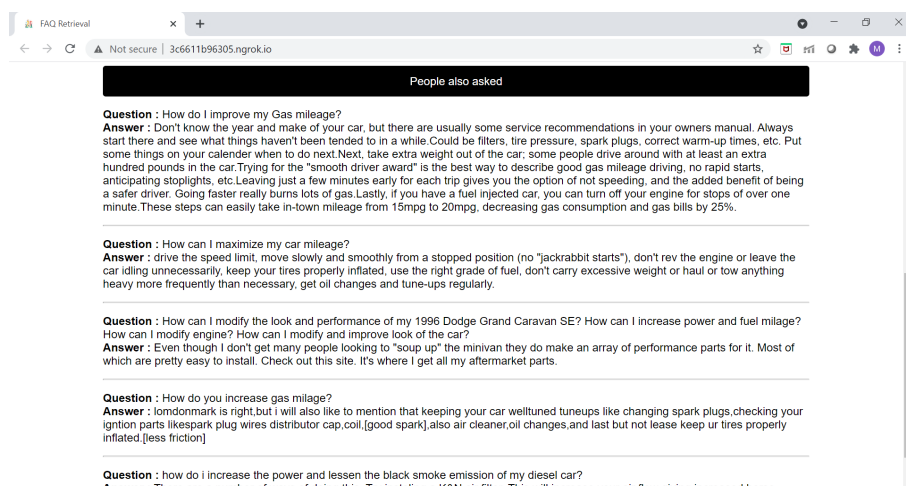 FAQ Retrieval
Not secure
3c6611b96305.ngrok.io
M
People also asked
Question : How do I improve my Gas mileage?
Answer : Don't know the year and make of your car, but there are usually some service recommendations in your owners manual. Always
start there and see what things haven't been tended to in a while.Could be filters, tire pressure, spark plugs, correct warm-up times, etc. Put
some things on your calender when to do next.Next, take extra weight out of the car; some people drive around with at least an extra
hundred pounds in the car.Trying for the "smooth driver award" is the best way to describe good gas mileage driving, no rapid starts,
anticipating stoplights, etc.Leaving just a few minutes early for each trip gives you the option of not speeding, and the added benefit of being
a safer driver. Going faster really burns lots of gas.Lastly, if you have a fuel injected car, you can turn off your engine for stops of over one
minute.These steps can easily take in-town mileage from 15mpg to 20mpg, decreasing gas consumption and gas bills by 25%.
Question : How can I maximize my car mileage?
Answer : drive the speed limit, move slowly and smoothly from a stopped position (no "jackrabbit starts"), don't rev the engine or leave the
car idling unnecessarily, keep your tires properly inflated, use the right grade of fuel, don't carry excessive weight or haul or tow anything
heavy more frequently than necessary, get oil changes and tune-ups regularly.
Question : How can I modify the look and performance of my 1996 Dodge Grand Caravan SE? How can I increase power and fuel milage?
How can I modify engine? How can I modify and improve look of the car?
Answer : Even though I don't get many people looking to "soup up" the minivan they do make an array of performance parts for it. Most of
which are pretty easy to install. Check out this site. It's where I get all my aftermarket parts.
Question : How do you increase gas milage?
Answer : lomdonmark is right,but i will also like to mention that keeping your car welltuned tuneups like changing spark plugs,checking your
igntion parts likespark plug wires distributor cap,coil,[good spark],also air cleaner,oil changes,and last but not lease keep ur tires properly
inflated.[less friction]
Question : how do i increase the power and lessen the black smoke emission of my diesel car?